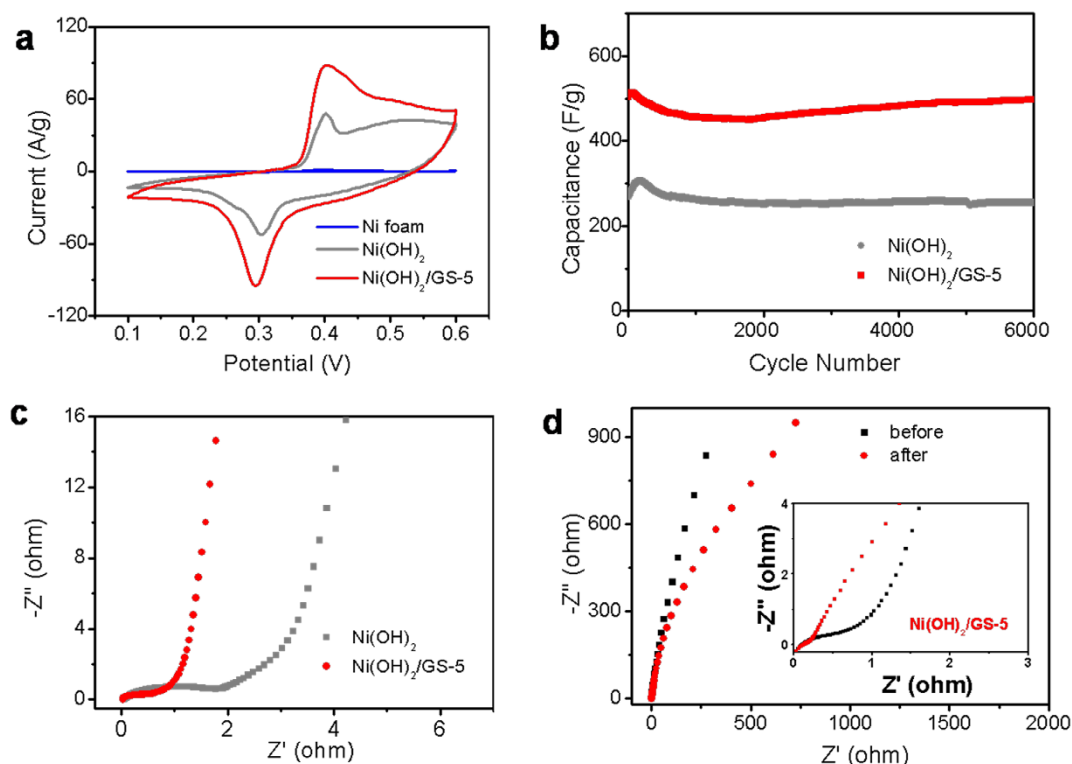 a
120
60
0
-60
-120
Current (A/g)
Ni foam
Ni(OH)₂
Ni(OH)₂/GS-5
0.1 0.2 0.3 0.4 0.5 0.6
Potential (V)
b
600
400
200
0
Capacitance (F/g)
Ni(OH)₂
Ni(OH)₂/GS-5
0 2000 4000 6000
Cycle Number
c
16
12
8
4
0
-Z'' (ohm)
Ni(OH)₂
Ni(OH)₂/GS-5
0 2 4 6
Z' (ohm)
d
900
600
300
0
-Z'' (ohm)
before
after
4
2
0
-Z'' (ohm)
Ni(OH)₂/GS-5
0 1 2 3
Z' (ohm)
0 500 1000 1500 2000
Z' (ohm)